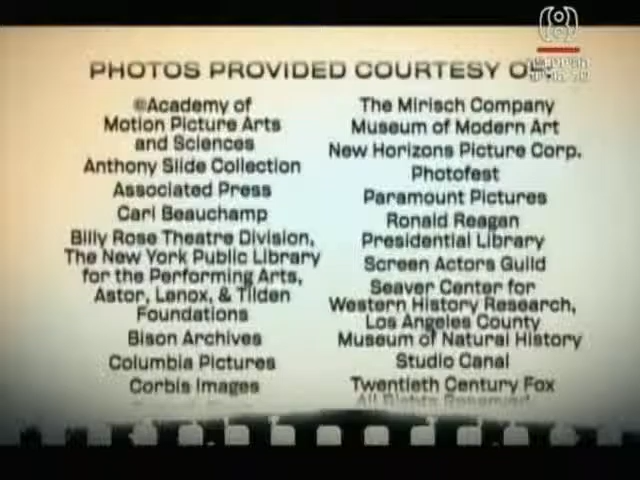 PHOTOS PROVIDED COURTESY OF:
©Academy of
Motion Picture Arts
and Sciences
Anthony Slide Collection
Associated Press
Cari Beauchamp
Billy Rose Theatre Division,
The New York Public Library
for the Performing Arts,
Astor, Lenox, & Tilden
Foundations
Bison Archives
Columbia Pictures
Corbis Images
The Mirisch Company
Museum of Modern Art
New Horizons Picture Corp.
Photofest
Paramount Pictures
Ronald Reagan
Presidential Library
Screen Actors Guild
Seaver Center for
Western History Research,
Los Angeles County
Museum of Natural History
Studio Canal
Twentieth Century Fox
All Rights Reserved